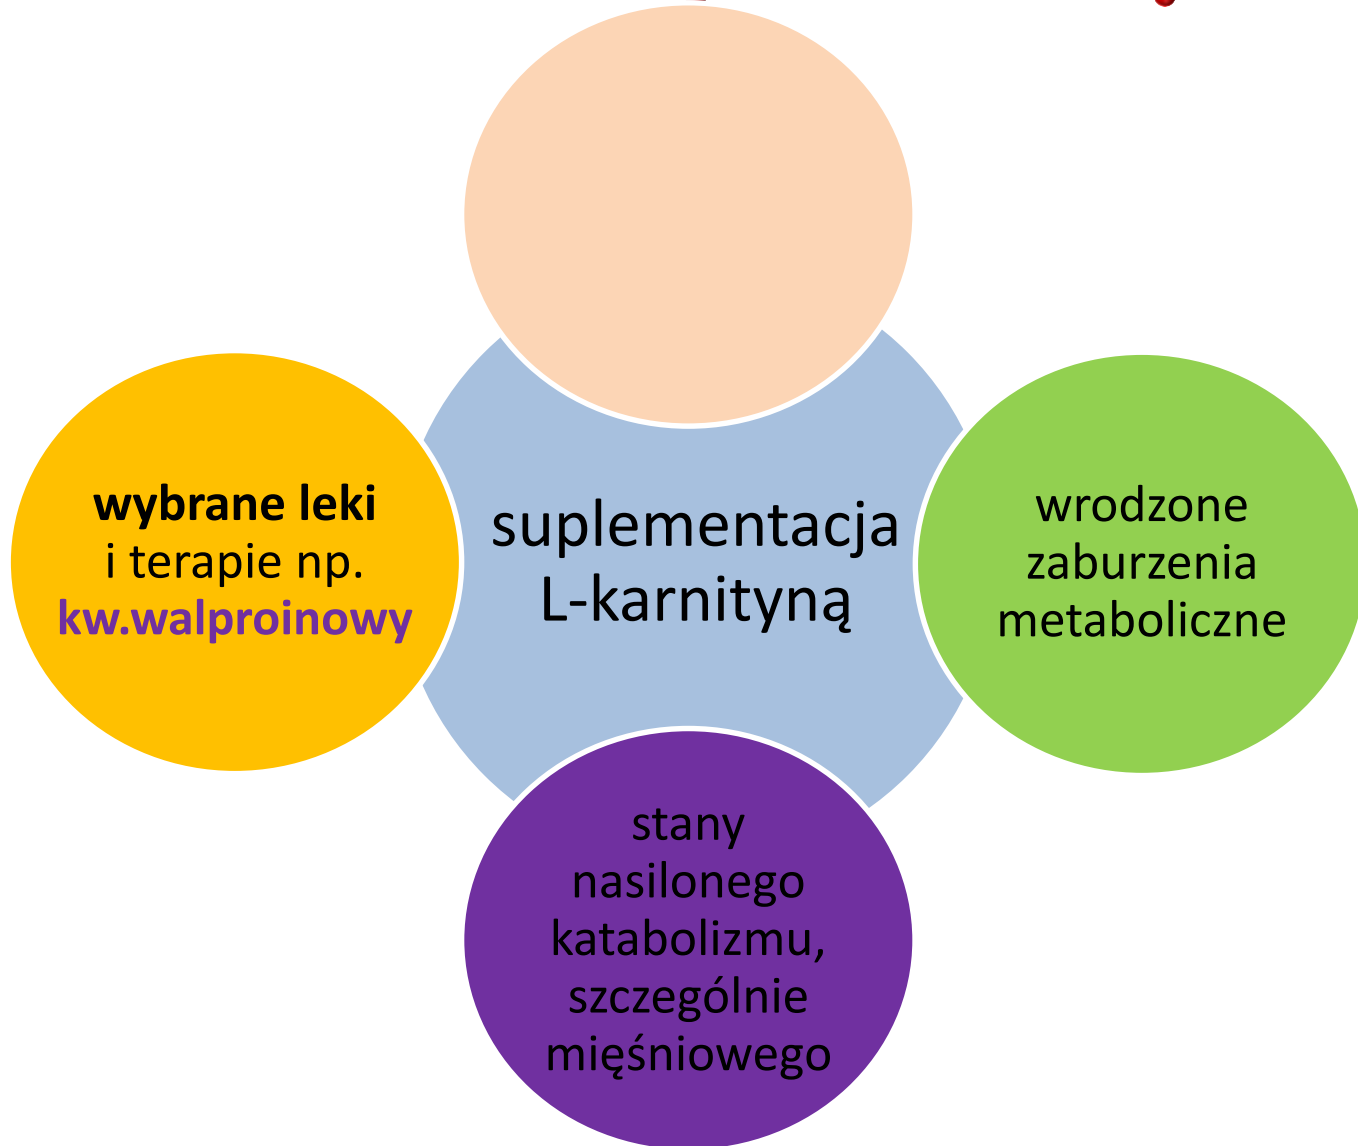 wybrane leki
i terapie np.
kw.walproinowy
suplementacja
L-karnityną
wrodzone
zaburzenia
metaboliczne
stany
nasilonego
katabolizmu,
szczególnie
mięśniowego